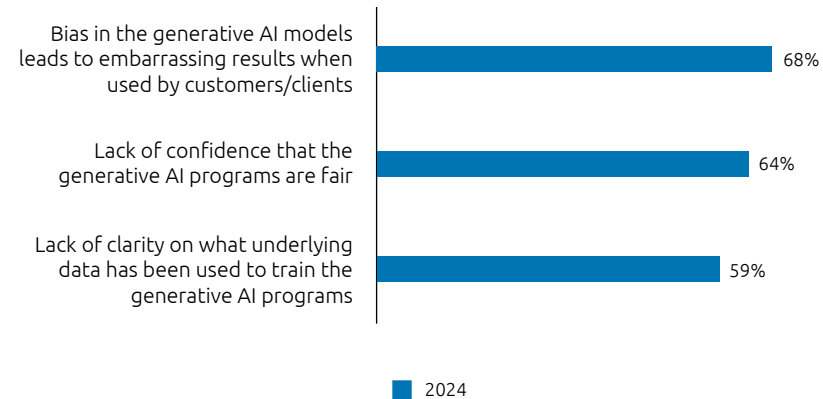 Bias in the generative AI models
leads to embarrassing results when
used by customers/clients
68%
Lack of confidence that the
generative AI programs are fair
64%
Lack of clarity on what underlying
data has been used to train the
generative AI programs
59%
2024